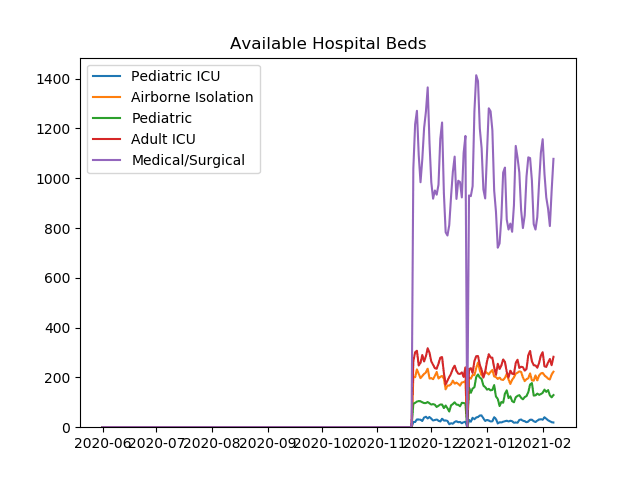 Available Hospital Beds
1400
1200
1000
800
600
400
200
0
Pediatric ICU
Airborne Isolation
Pediatric
Adult ICU
Medical/Surgical
2020-06 2020-07 2020-08 2020-09 2020-10 2020-11 2020-12 2021-01 2021-02